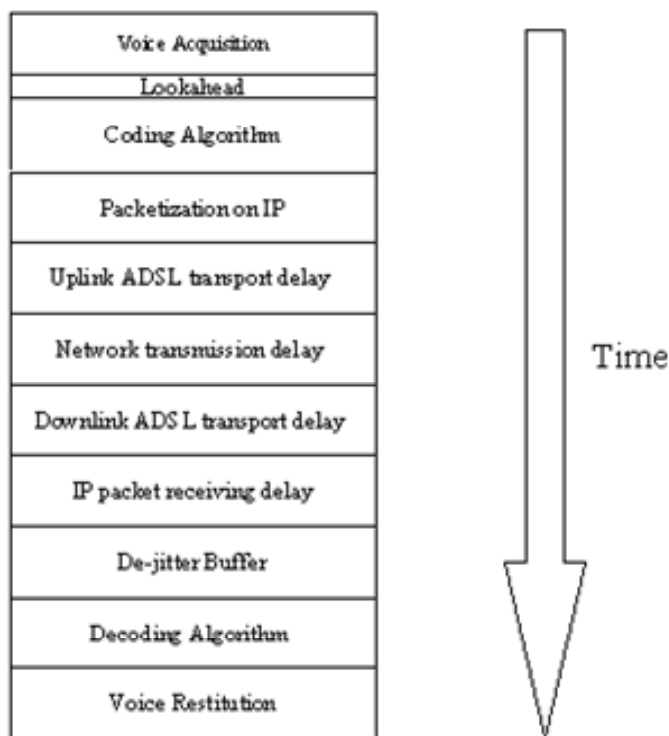 Voice Acquisition
Lookahead
Coding Algorithm
Packetization on IP
Uplink ADSL transport delay
Network transmission delay
Downlink ADSL transport delay
IP packet receiving delay
De-jitter Buffer
Decoding Algorithm
Voice Restitution
Time